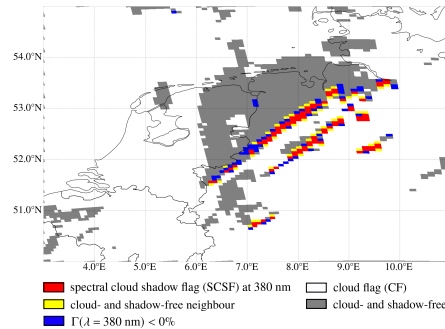 54.0°N
53.0°N
52.0°N
51.0°N
4.0°E 5.0°E 6.0°E 7.0°E 8.0°E 9.0°E 10.0°E
spectral cloud shadow flag (SCSF) at 380 nm
cloud flag (CF)
cloud- and shadow-free neighbour
cloud- and shadow-free
Γ(λ = 380 nm) < 0%